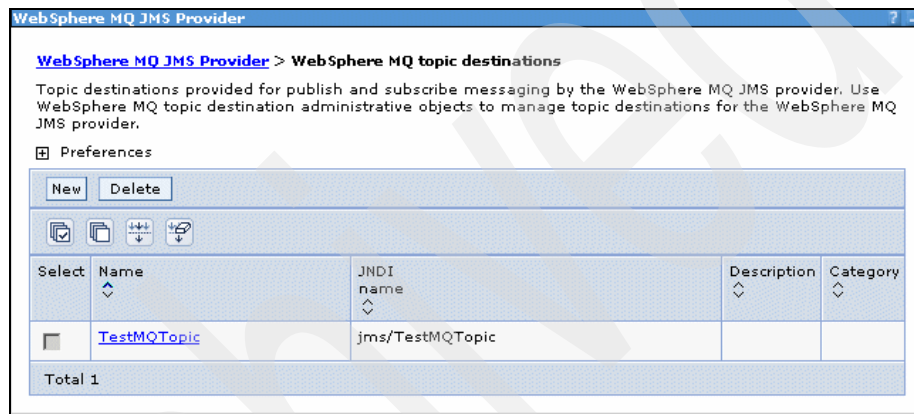 WebSphere MQ JMS Provider ? -
WebSphere MQ JMS Provider > WebSphere MQ topic destinations
Topic destinations provided for publish and subscribe messaging by the WebSphere MQ JMS provider. Use
WebSphere MQ topic destination administrative objects to manage topic destinations for the WebSphere MQ
JMS provider.
Preferences
New Delete
Select Name JNDI name Description Category
TestMQTopic jms/TestMQTopic
Total 1